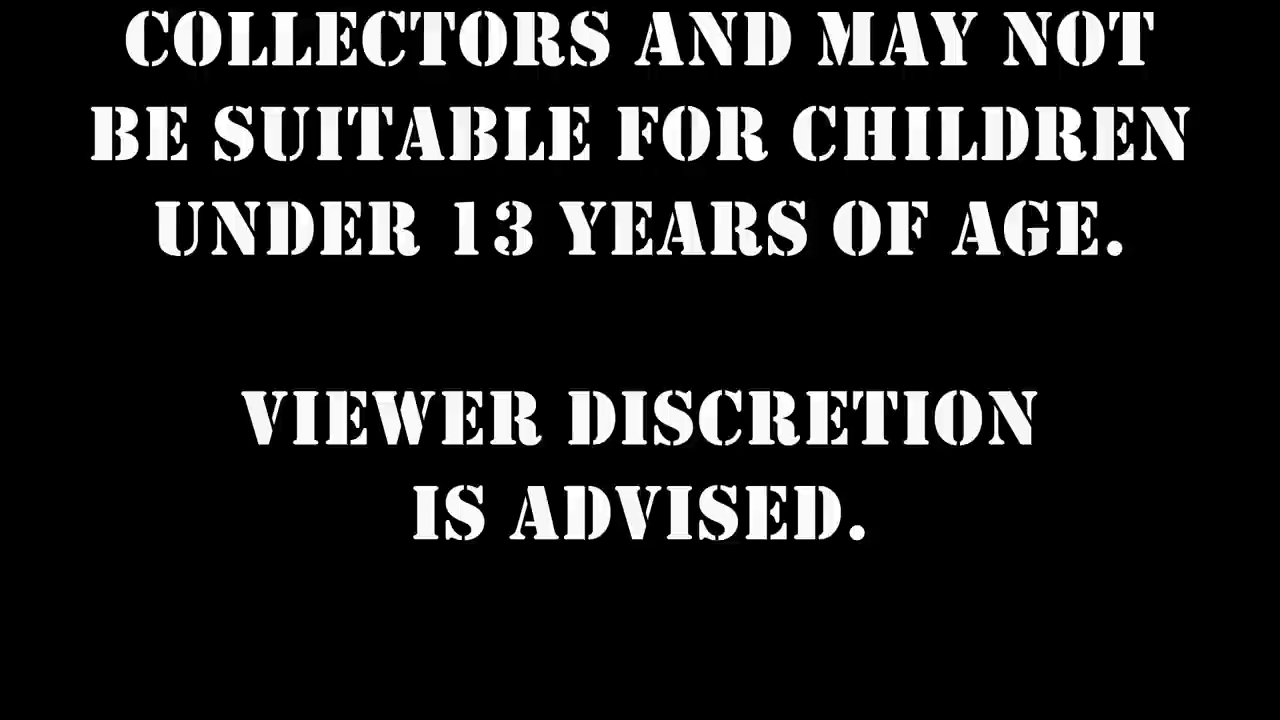 COLLECTORS AND MAY NOT
BE SUITABLE FOR CHILDREN
UNDER 13 YEARS OF AGE.
VIEWER DISCRETION
IS ADVISED.